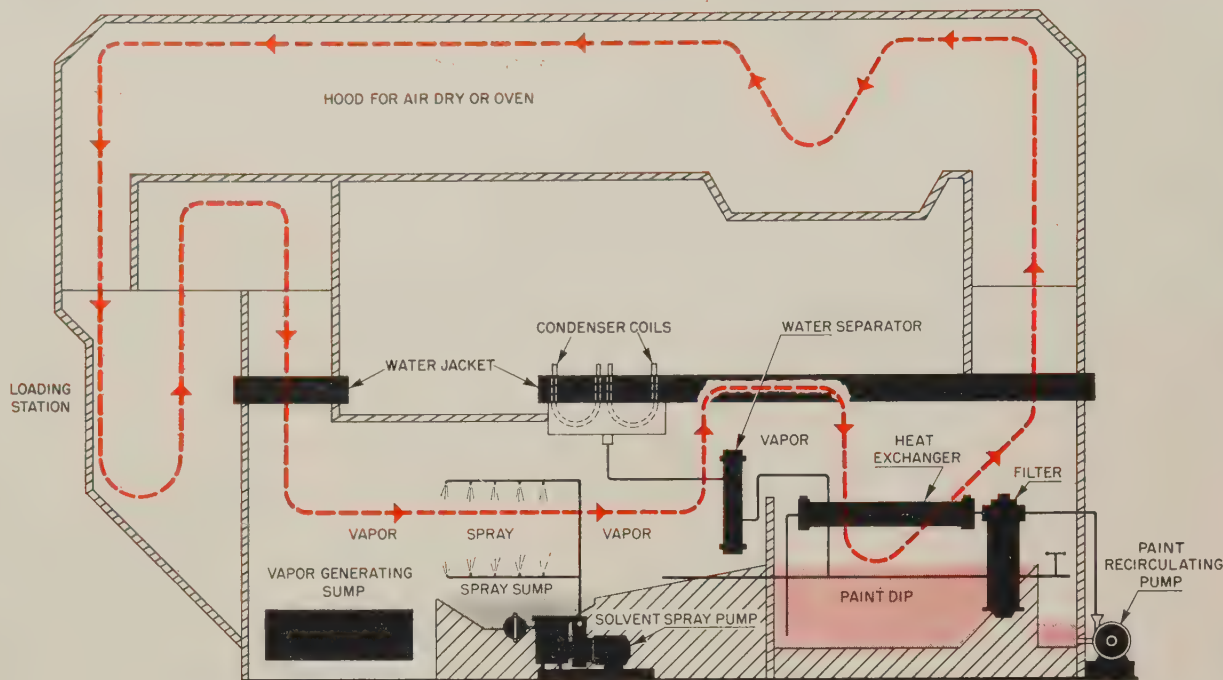 HOOD FOR AIR DRY OR OVEN
CONDENSER COILS
WATER SEPARATOR
WATER JACKET
LOADING
STATION
VAPOR
HEAT
EXCHANGER
FILTER
VAPOR
SPRAY
VAPOR
PAINT
RECIRCULATING
PUMP
VAPOR GENERATING
SUMP
SPRAY SUMP
PAINT DIP
SOLVENT SPRAY PUMP